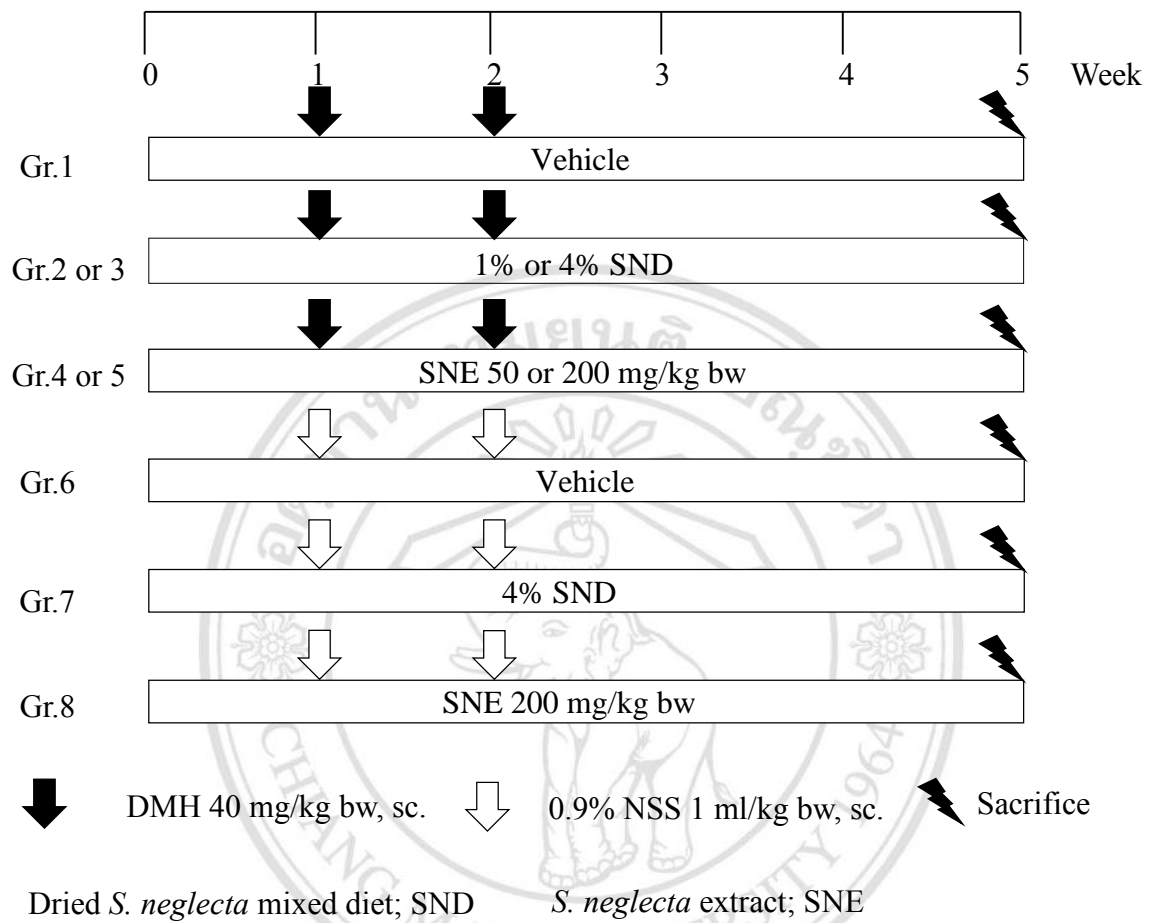 0 1 2 3 4 5 Week
Gr.1 Vehicle
Gr.2 or 3 1% or 4% SND
Gr.4 or 5 SNE 50 or 200 mg/kg bw
Gr.6 Vehicle
Gr.7 4% SND
Gr.8 SNE 200 mg/kg bw
DMH 40 mg/kg bw, sc. 0.9% NSS 1 ml/kg bw, sc. Sacrifice
Dried S. neglecta mixed diet; SND S. neglecta extract; SNE